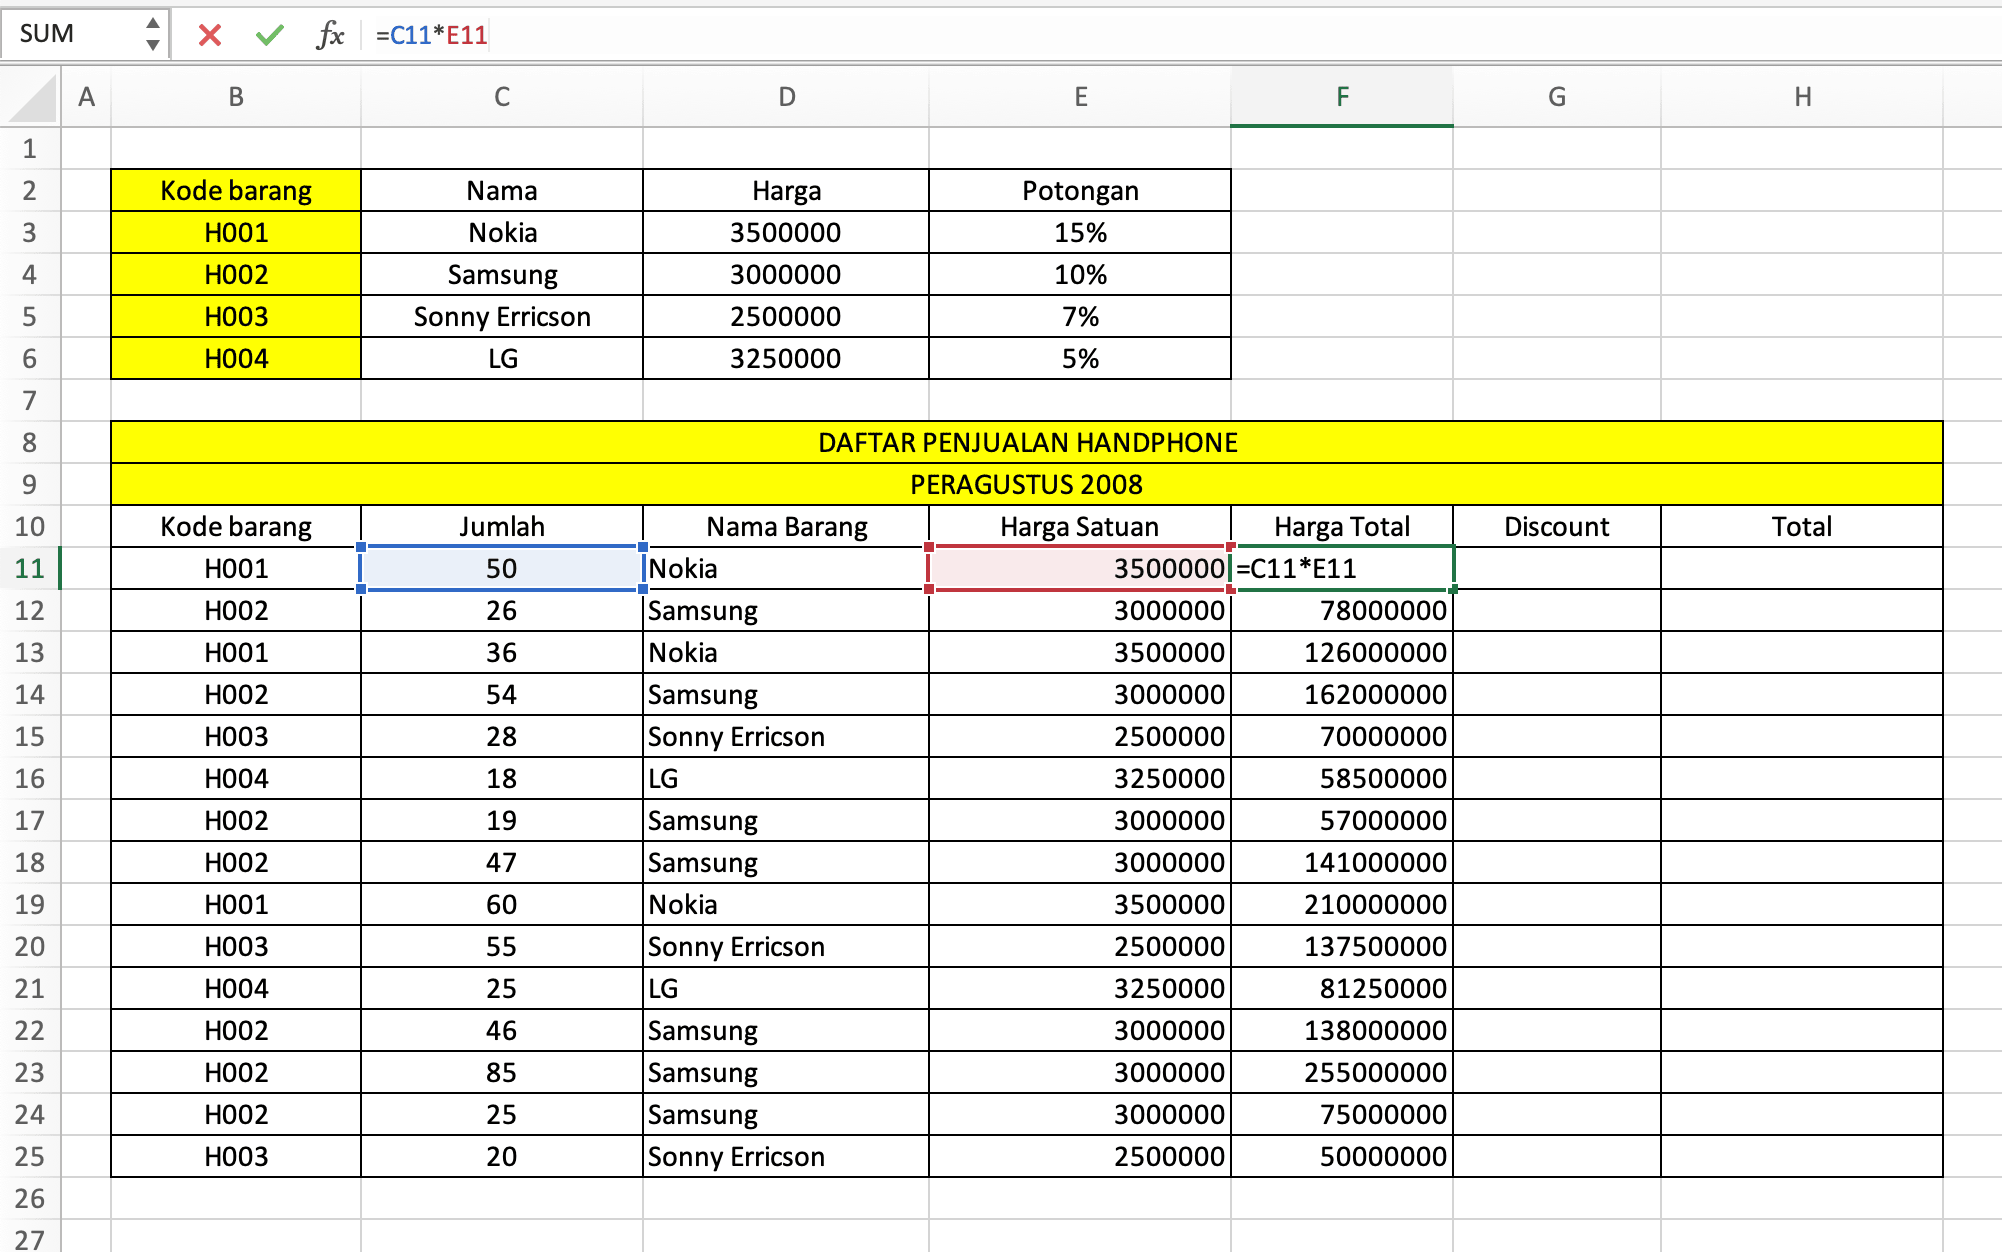 SUM fx =C11*E11
A B C D E F G H
1
2 Kode barang Nama Harga Potongan
3 H001 Nokia 3500000 15%
4 H002 Samsung 3000000 10%
5 H003 Sonny Erricson 2500000 7%
6 H004 LG 3250000 5%
7
8 DAFTAR PENJUALAN HANDPHONE
9 PERAGUSTUS 2008
10 Kode barang Jumlah Nama Barang Harga Satuan Harga Total Discount Total
11 H001 50 Nokia 3500000 =C11*E11
12 H002 26 Samsung 3000000 78000000
13 H001 36 Nokia 3500000 126000000
14 H002 54 Samsung 3000000 162000000
15 H003 28 Sonny Erricson 2500000 70000000
16 H004 18 LG 3250000 58500000
17 H002 19 Samsung 3000000 57000000
18 H002 47 Samsung 3000000 141000000
19 H001 60 Nokia 3500000 210000000
20 H003 55 Sonny Erricson 2500000 137500000
21 H004 25 LG 3250000 81250000
22 H002 46 Samsung 3000000 138000000
23 H002 85 Samsung 3000000 255000000
24 H002 25 Samsung 3000000 75000000
25 H003 20 Sonny Erricson 2500000 50000000
26
27